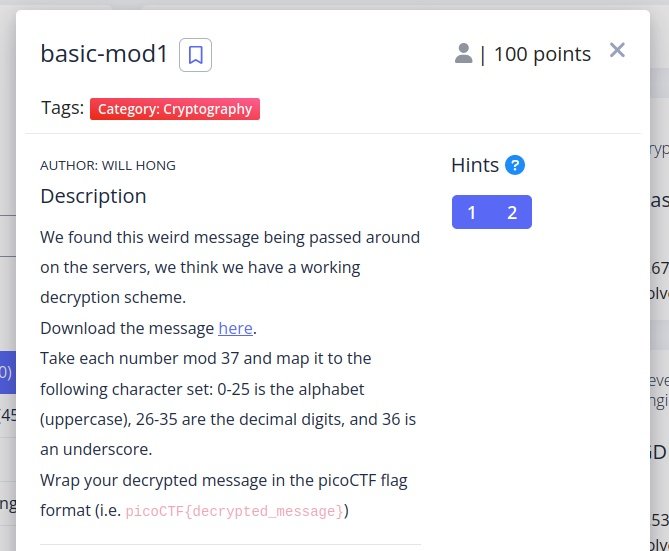 basic-mod1
| 100 points
Tags: Category: Cryptography
AUTHOR: WILL HONG
Description
We found this weird message being passed around
on the servers, we think we have a working
decryption scheme.
Download the message here.
Take each number mod 37 and map it to the
following character set: 0-25 is the alphabet
(uppercase), 26-35 are the decimal digits, and 36 is
an underscore.
Wrap your decrypted message in the picoCTF flag
format (i.e. picoCTF{decrypted_message})
Hints ?
1 2